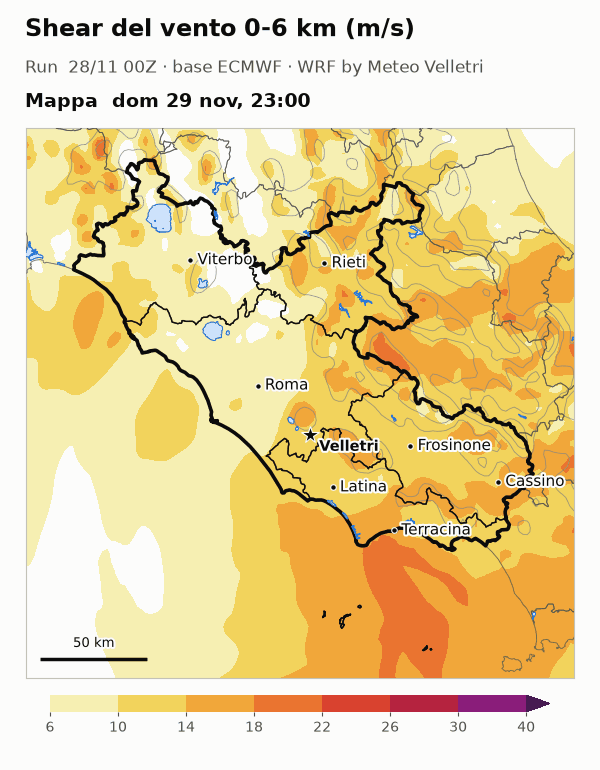 Shear del vento 0-6 km (m/s)
Run  28/11 00Z · base ECMWF · WRF by Meteo Velletri
Mappa  dom 29 nov, 23:00
Viterbo
Rieti
Roma
Velletri
Frosinone
Cassino
Latina
Terracina
50 km
6 10 14 18 22 26 30 40